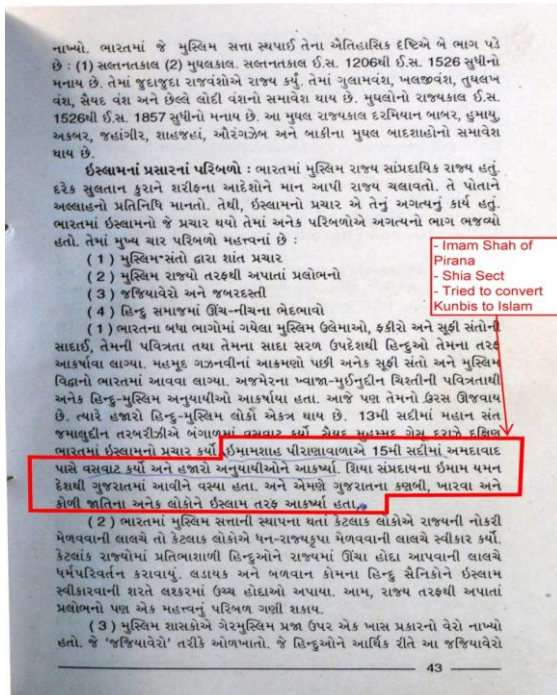 નાખ્યો. ભારતમાં જે મુસ્લિમ સત્તા સ્થપાઈ તેના ઐતિહાસિક દૃષ્ટિએ બે ભાગ પડે
છે : (1) સલ્તનતકાલ (2) મુઘલકાલ. સલ્તનતકાલ ઈ.સ. 1206થી ઈ.સ. 1526 સુધીનો
મનાય છે. તેમાં જુદાજુદા રાજવંશોએ રાજ્ય કર્યું. તેમાં ગુલામવંશ, ખલજીવંશ, તુઘલખ
વંશ, સૈયદ વંશ અને છેલ્લે લોદી વંશનો સમાવેશ થાય છે. મુઘલોનો રાજ્યકાલ ઈ.સ.
1526થી ઈ.સ. 1857 સુધીનો મનાય છે. આ મુઘલ રાજ્યકાલ દરમિયાન બાબર, હુમાયુ,
અકબર, જહાંગીર, શાહજહાં, ઔરંગઝેબ અને બાકીના મુઘલ બાદશાહોનો સમાવેશ
થાય છે.
ઇસ્લામનાં પ્રસારનાં પરિબળો : ભારતમાં મુસ્લિમ રાજ્ય સાંપ્રદાયિક રાજ્ય હતું.
દરેક સુલતાન કુરાને શરીફના આદેશોને માન આપી રાજ્ય ચલાવતો. તે પોતાને
અલ્લાહનો પ્રતિનિધિ માનતો. તેથી, ઇસ્લામનો પ્રચાર એ તેનું અગત્યનું કાર્ય હતું.
ભારતમાં ઇસ્લામનો જે પ્રચાર થયો તેમાં અનેક પરિબળોએ અગત્યનો ભાગ ભજવ્યો
હતો. તેમાં મુખ્ય ચાર પરિબળો મહત્ત્વનાં છે :
(1) મુસ્લિમ સંતો દ્વારા શાંત પ્રચાર
(2) મુસ્લિમ રાજ્યો તરફથી અપાતાં પ્રલોભનો
(3) જજિયાવેરો અને જબરદસ્તી
(4) હિન્દુ સમાજમાં ઊંચ-નીચના ભેદભાવો
- Imam Shah of
Pirana
- Shia Sect
- Tried to convert
Kunbis to Islam
(1) ભારતના બધા ભાગોમાં ગયેલા મુસ્લિમ ઉલેમાઓ, ફકીરો અને સૂફી સંતોની
સાદાઈ, તેમની પવિત્રતા તથા તેમના સાદા સરળ ઉપદેશથી હિન્દુઓ તેમના તરફ
આકર્ષાવા લાગ્યા. મહમૂદ ગઝનવીનાં આક્રમણો પછી અનેક સૂફી સંતો અને મુસ્લિમ
વિદ્વાનો ભારતમાં આવવા લાગ્યા. અજમેરના ખ્વાજા-મુઈનુદ્દીન ચિશ્તીની પવિત્રતાથી
અનેક હિન્દુ-મુસ્લિમ અનુયાયીઓ આકર્ષાયા હતા. આજે પણ તેમનો ઉરસ ઊજવાય
છે. ત્યારે હજારો હિન્દુ-મુસ્લિમ લોકો એકત્ર થાય છે. 13મી સદીમાં મહાન સંત
જમાલુદ્દીન તરબરીઝીએ બંગાળમાં વસવાટ કર્યો. સૈયદ મુહમ્મદ ગેસૂ દરાઝે દક્ષિણ
ભારતમાં ઇસ્લામનો પ્રચાર કર્યો. ઇમામશાહ પીરાણાવાળાએ 15મી સદીમાં અમદાવાદ
પાસે વસવાટ કર્યો અને હજારો અનુયાયીઓને આકર્ષ્યા. શિયા સંપ્રદાયના ઇમામ યમન
દેશથી ગુજરાતમાં આવીને વસ્યા હતા. અને એમણે ગુજરાતના કણબી, ખારવા અને
કોળી જાતિના અનેક લોકોને ઇસ્લામ તરફ આકર્ષ્યા હતા.
(2) ભારતમાં મુસ્લિમ સત્તાની સ્થાપના થતા કેટલાક લોકોએ રાજ્યની નોકરી
મેળવવાની લાલચે તો કેટલાક લોકોએ ધન-રાજ્યકૃપા મેળવવાની લાલચે સ્વીકાર કર્યો.
કેટલાંક રાજ્યોમાં પ્રતિભાશાળી હિન્દુઓને રાજ્યમાં ઊંચા હોદા આપવાની લાલચે
ધર્મપરિવર્તન કરાવાયું. લડાયક અને બળવાન કોમના હિન્દુ સૈનિકોને ઇસ્લામ
સ્વીકારવાની શરતે લશ્કરમાં ઉચ્ચ હોદાઓ અપાયા. આમ, રાજ્ય તરફથી અપાતાં
પ્રલોભનો પણ એક મહત્ત્વનું પરિબળ ગણી શકાય.
(3) મુસ્લિમ શાસકોએ ગેરમુસ્લિમ પ્રજા ઉપર એક ખાસ પ્રકારનો વેરો નાખ્યો
હતો. જે ‘જજિયાવેરો’ તરીકે ઓળખાતો. જે હિન્દુઓને આર્થિક રીતે આ જજિયાવેરો
43